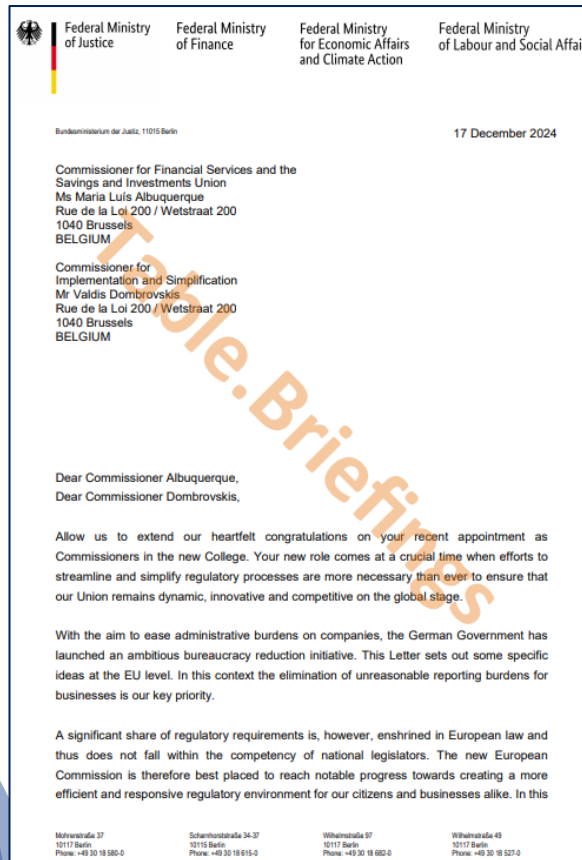 Federal Ministry
of Justice
Federal Ministry
of Finance
Federal Ministry
for Economic Affairs
and Climate Action
Federal Ministry
of Labour and Social Affai
Bundesministerium der Justiz, 11015 Berlin
17 December 2024
Commissioner for Financial Services and the
Savings and Investments Union
Ms Maria Luís Albuquerque
Rue de la Loi 200 / Wetstraat 200
1040 Brussels
BELGIUM
Commissioner for
Implementation and Simplification
Mr Valdis Dombrovskis
Rue de la Loi 200 / Wetstraat 200
1040 Brussels
BELGIUM
Table.Briefings
Dear Commissioner Albuquerque,
Dear Commissioner Dombrovskis,
Allow us to extend our heartfelt congratulations on your recent appointment as
Commissioners in the new College. Your new role comes at a crucial time when efforts to
streamline and simplify regulatory processes are more necessary than ever to ensure that
our Union remains dynamic, innovative and competitive on the global stage.
With the aim to ease administrative burdens on companies, the German Government has
launched an ambitious bureaucracy reduction initiative. This Letter sets out some specific
ideas at the EU level. In this context the elimination of unreasonable reporting burdens for
businesses is our key priority.
A significant share of regulatory requirements is, however, enshrined in European law and
thus does not fall within the competency of national legislators. The new European
Commission is therefore best placed to reach notable progress towards creating a more
efficient and responsive regulatory environment for our citizens and businesses alike. In this
Mohrenstraße 37
10117 Berlin
Phone: +49 30 18 580-0
Scharnhorststraße 34-37
10115 Berlin
Phone: +49 30 18 615-0
Wilhelmstraße 97
10117 Berlin
Phone: +49 30 18 682-0
Wilhelmstraße 49
10117 Berlin
Phone: +49 30 18 527-0